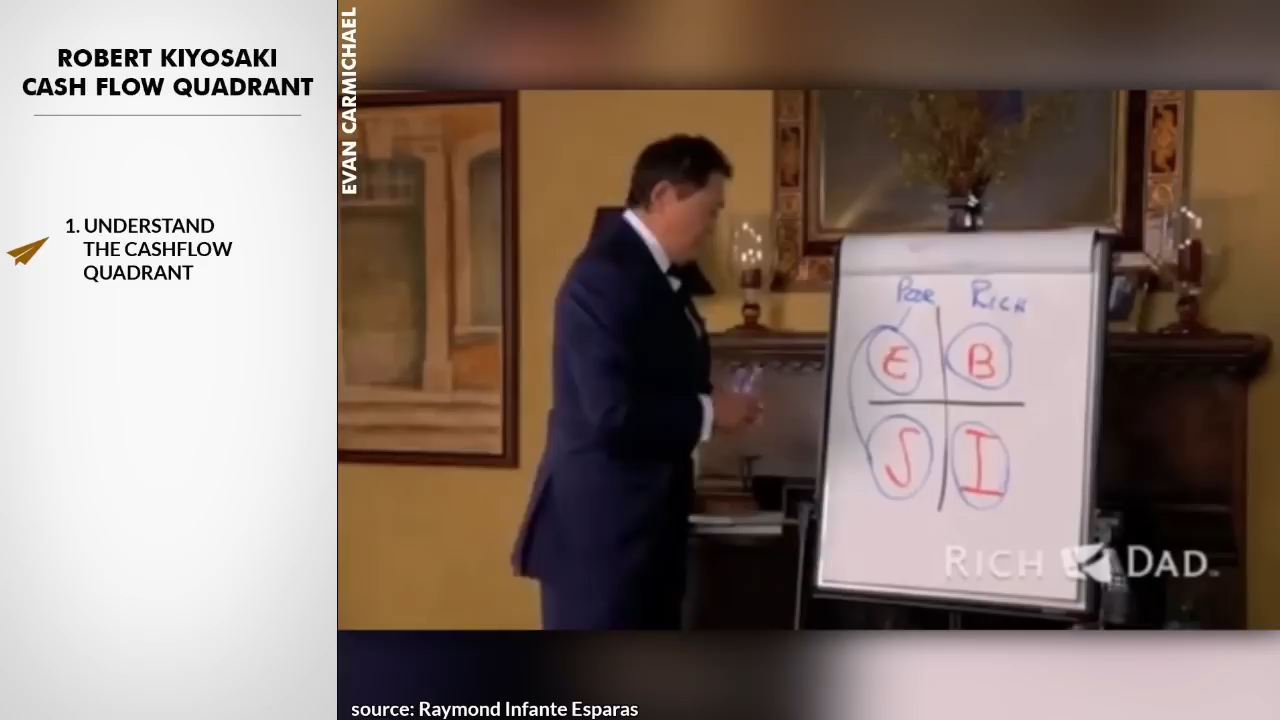 ROBERT KIYOSAKI
CASH FLOW QUADRANT
1. UNDERSTAND
THE CASHFLOW
QUADRANT
EVAN CARMICHAEL
POOR RICH
E B
S I
RICH DAD
source: Raymond Infante Esparas